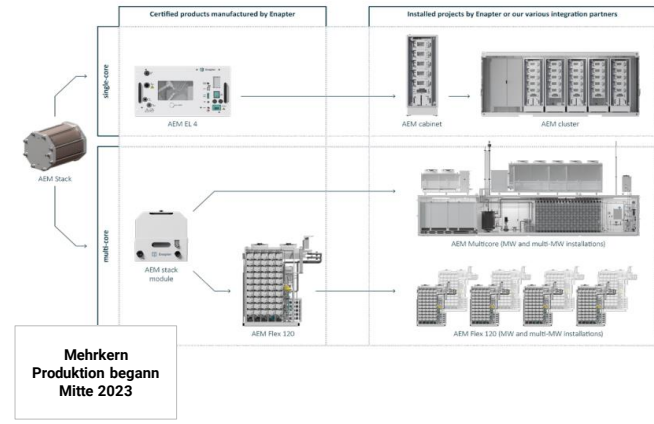 Certified products manufactured by Enapter
Installed projects by Enapter or our various integration partners
single-core
AEM EL 4
AEM cabinet
AEM cluster
AEM Stack
multi-core
Enapter
AEM stack
module
AEM Flex 120
AEM Multicore (MW and multi-MW installations)
AEM Flex 120 (MW and multi-MW installations)
Mehrkern
Produktion begann
Mitte 2023